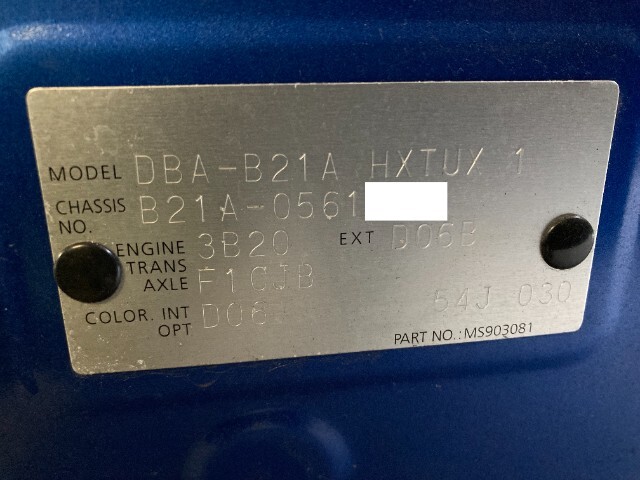 MODEL DBA-B21A HXTUX 1
CHASSIS NO. B21A-0561
ENGINE 3B20 EXT D06B
TRANS AXLE F1CJB
COLOR. INT OPT D06 54J 030
PART NO.: MS903081